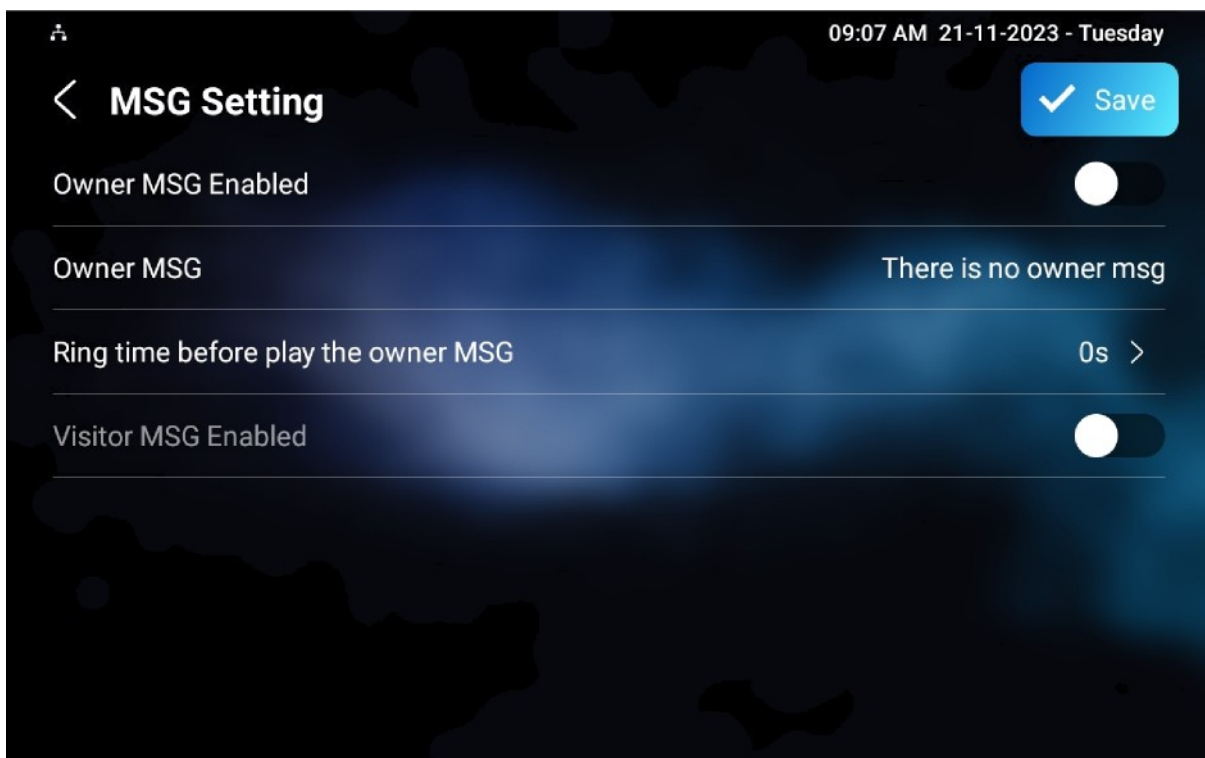 09:07 AM 21-11-2023 - Tuesday
MSG Setting
Save
Owner MSG Enabled
Owner MSG
There is no owner msg
Ring time before play the owner MSG
0s
Visitor MSG Enabled